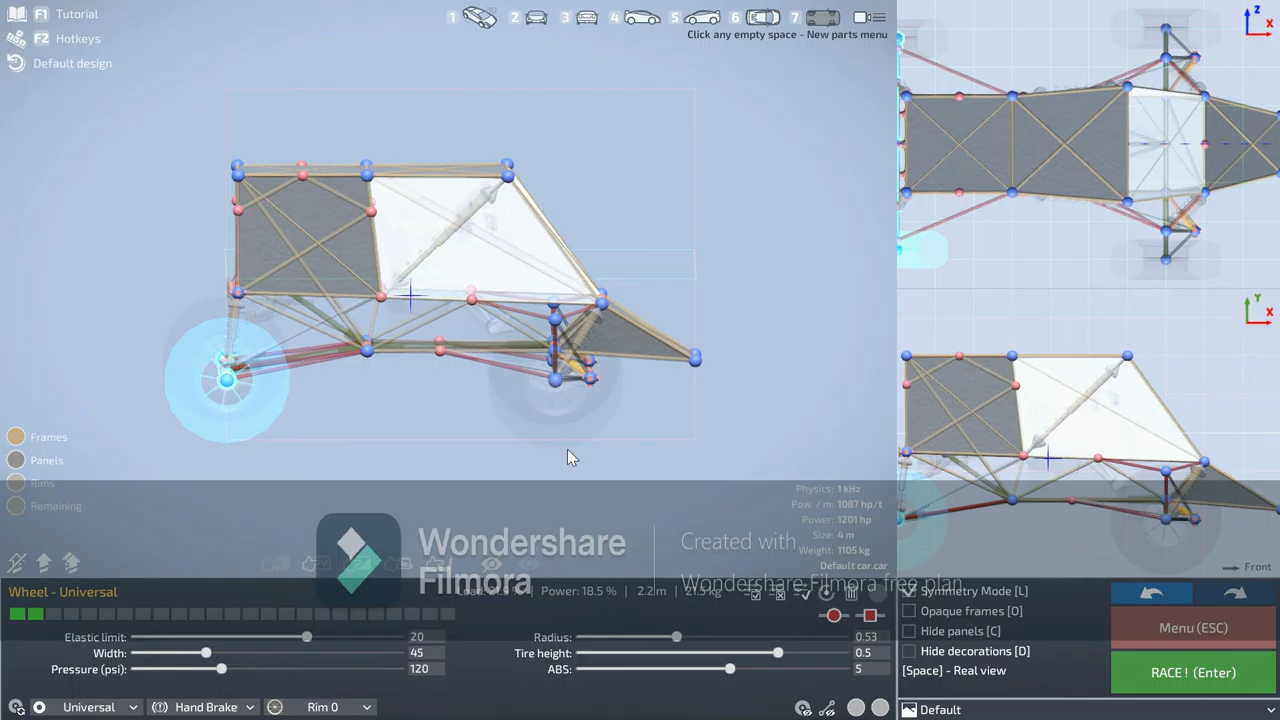 F1 Tutorial
F2 Hotkeys
Default design
1 2 3 4 5 6 7
Click any empty space - New parts menu
Z
X
Y
X
Frames
Panels
Rims
Remaining
Physics: 1 kHz
Pow. / m: 1087 hp/t
Power: 1201 hp
Size: 4 m
Weight: 1105 kg
Default car.car
Front
Wondershare
Filmora
Created with
Wondershare Filmora free plan
Wheel - Universal
Power: 18.5 % | 2.2 m | 21.5 kg
Elastic limit: 20
Width: 45
Pressure (psi): 120
Radius: 0.53
Tire height: 0.5
ABS: 5
Universal
Hand Brake
Rim 0
Symmetry Mode [L]
Opaque frames [O]
Hide panels [C]
Hide decorations [D]
[Space] - Real view
Menu (ESC)
RACE ! (Enter)
Default